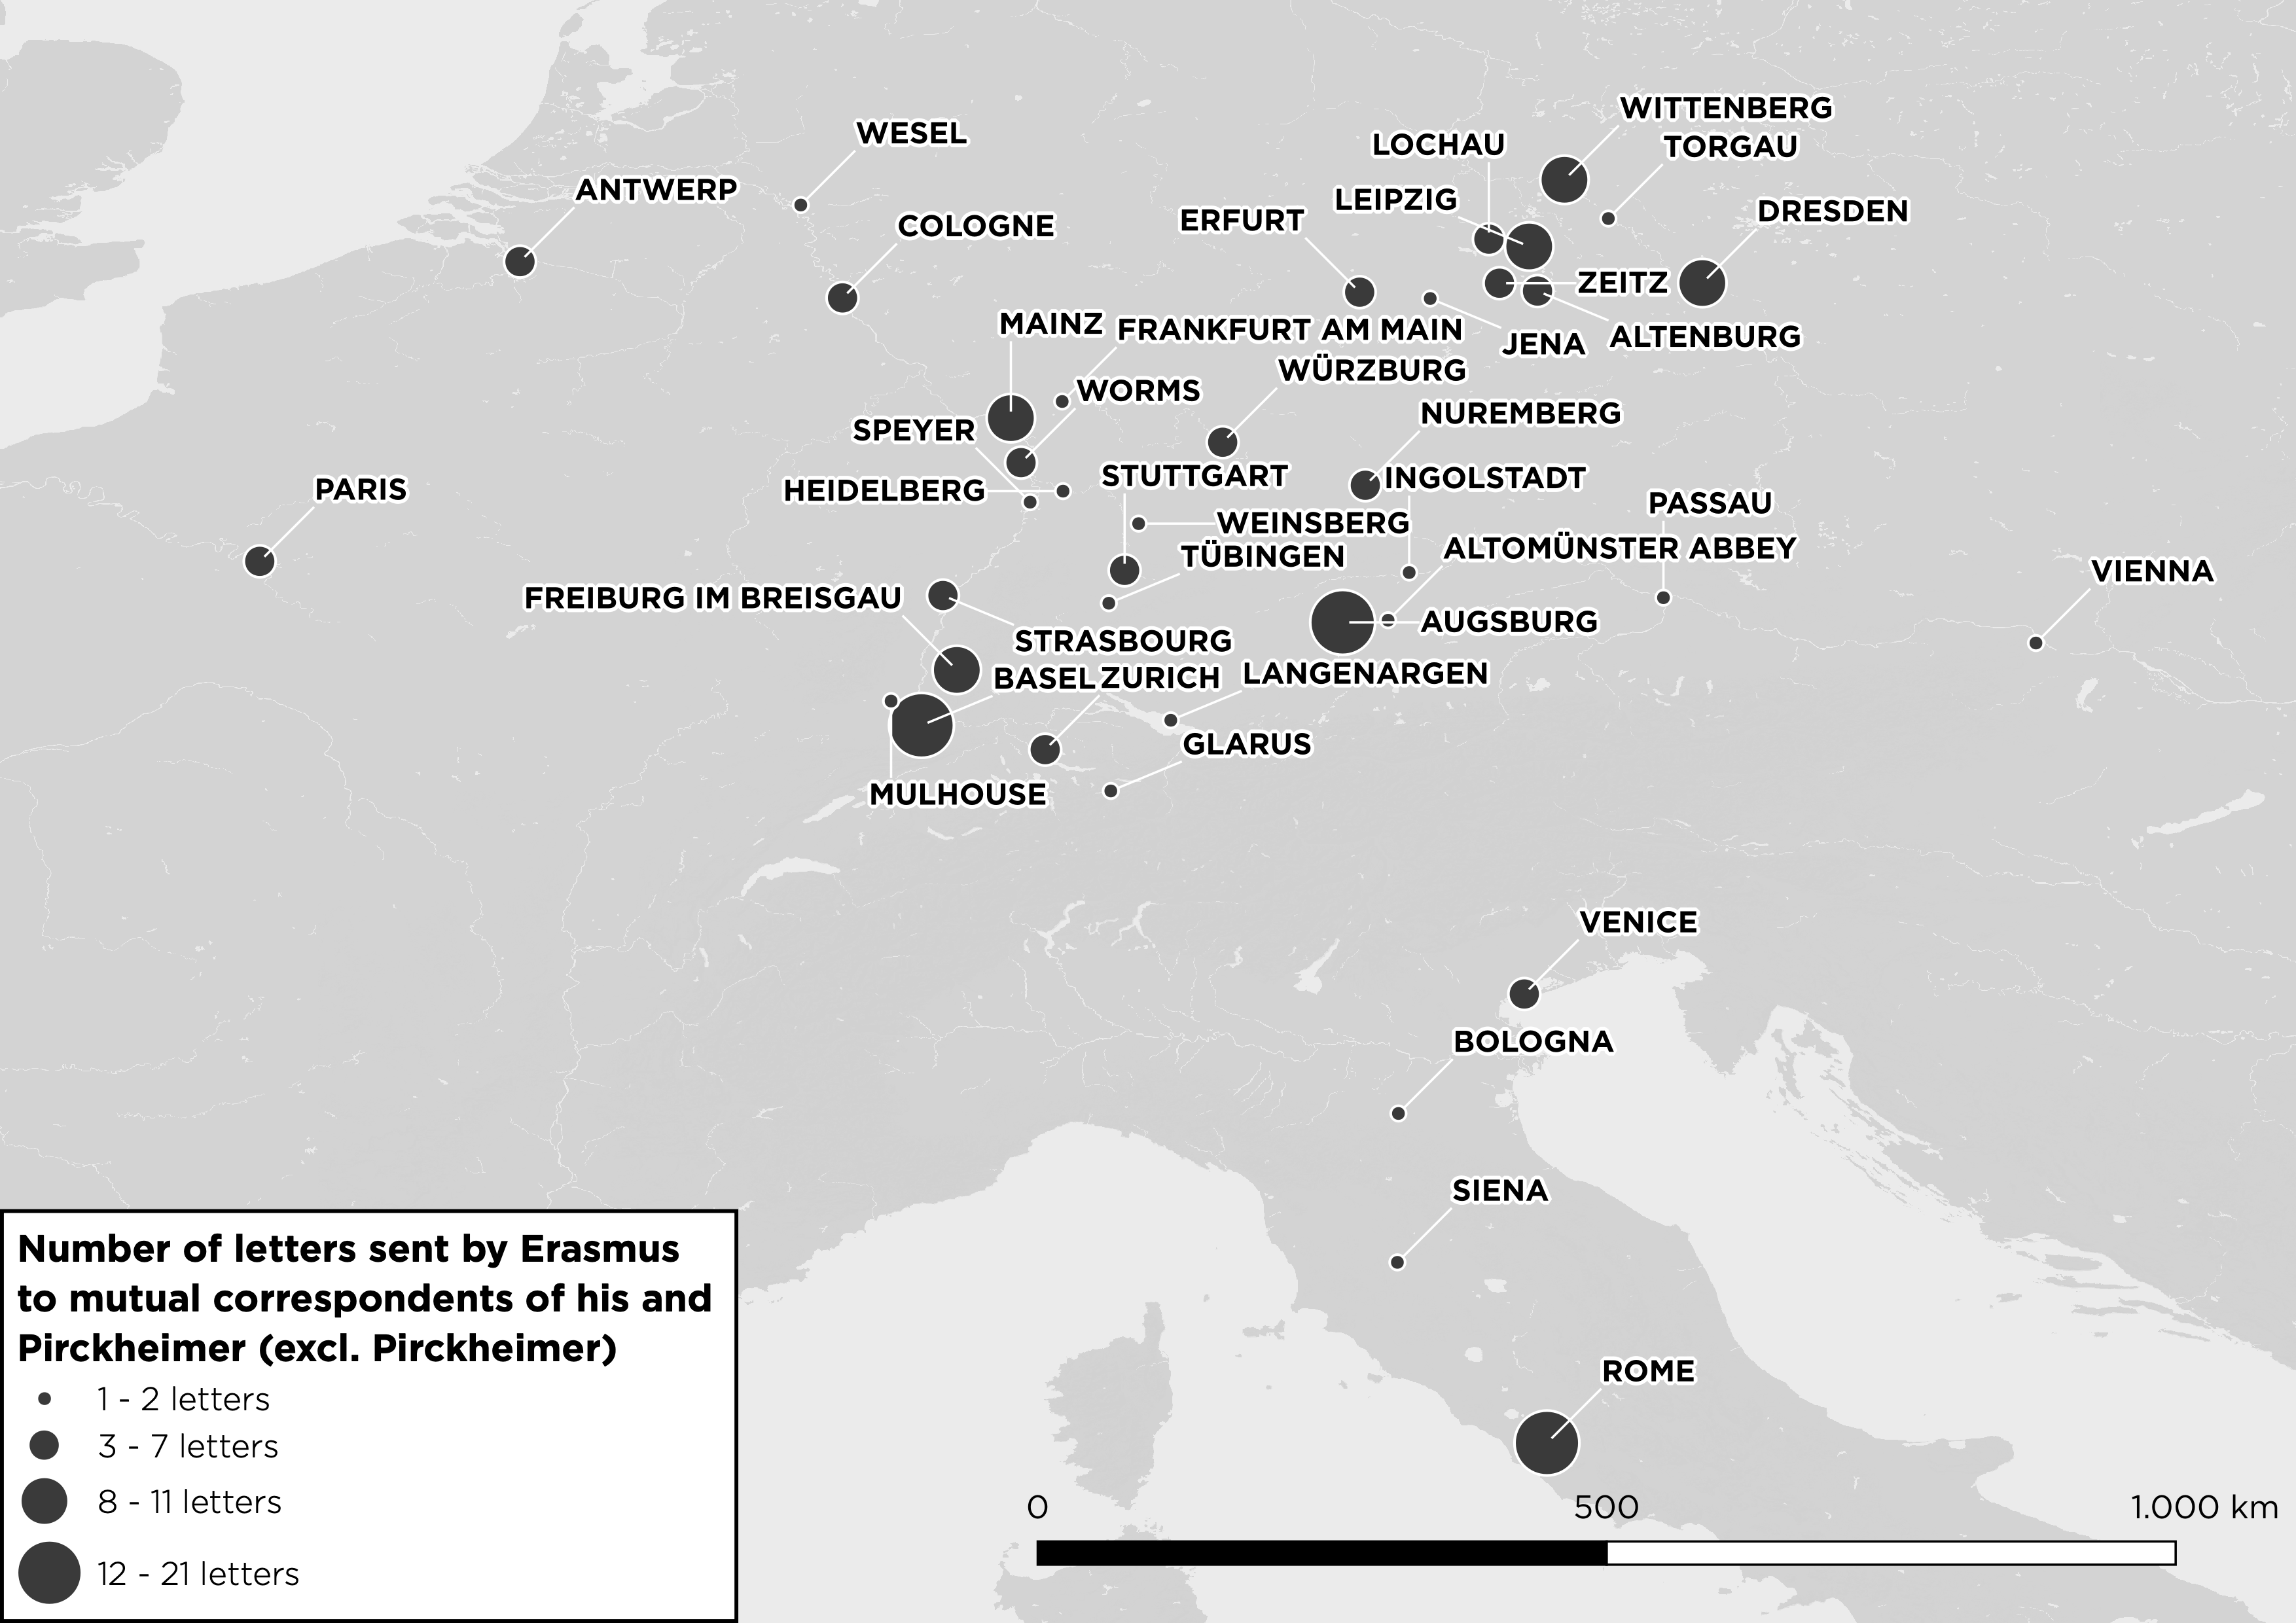 WITTENBERG
WESEL
LOCHAU
TORGAU
ANTWERP
LEIPZIG
DRESDEN
COLOGNE
ERFURT
ZEITZ
MAINZ
FRANKFURT AM MAIN
JENA
ALTENBURG
WÜRZBURG
WORMS
NUREMBERG
SPEYER
STUTTGART
INGOLSTADT
HEIDELBERG
PARIS
PASSAU
WEINSBERG
ALTOMÜNSTER ABBEY
TÜBINGEN
VIENNA
FREIBURG IM BREISGAU
AUGSBURG
STRASBOURG
BASEL
ZURICH
LANGENARGEN
GLARUS
MULHOUSE
VENICE
BOLOGNA
SIENA
ROME
Number of letters sent by Erasmus
to mutual correspondents of his and
Pirckheimer (excl. Pirckheimer)
1 - 2 letters
3 - 7 letters
8 - 11 letters
12 - 21 letters
0 500 1.000 km